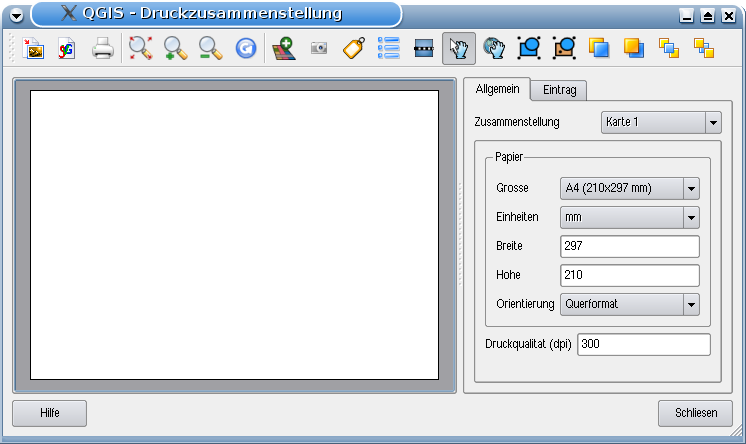 QGIS - Druckzusammenstellung
Allgemein
Eintrag
Zusammenstellung
Karte 1
Papier
Grosse
A4 (210x297 mm)
Einheiten
mm
Breite
297
Hohe
210
Orientierung
Querformat
Druckqualitat (dpi)
300
Hilfe
Schliesen